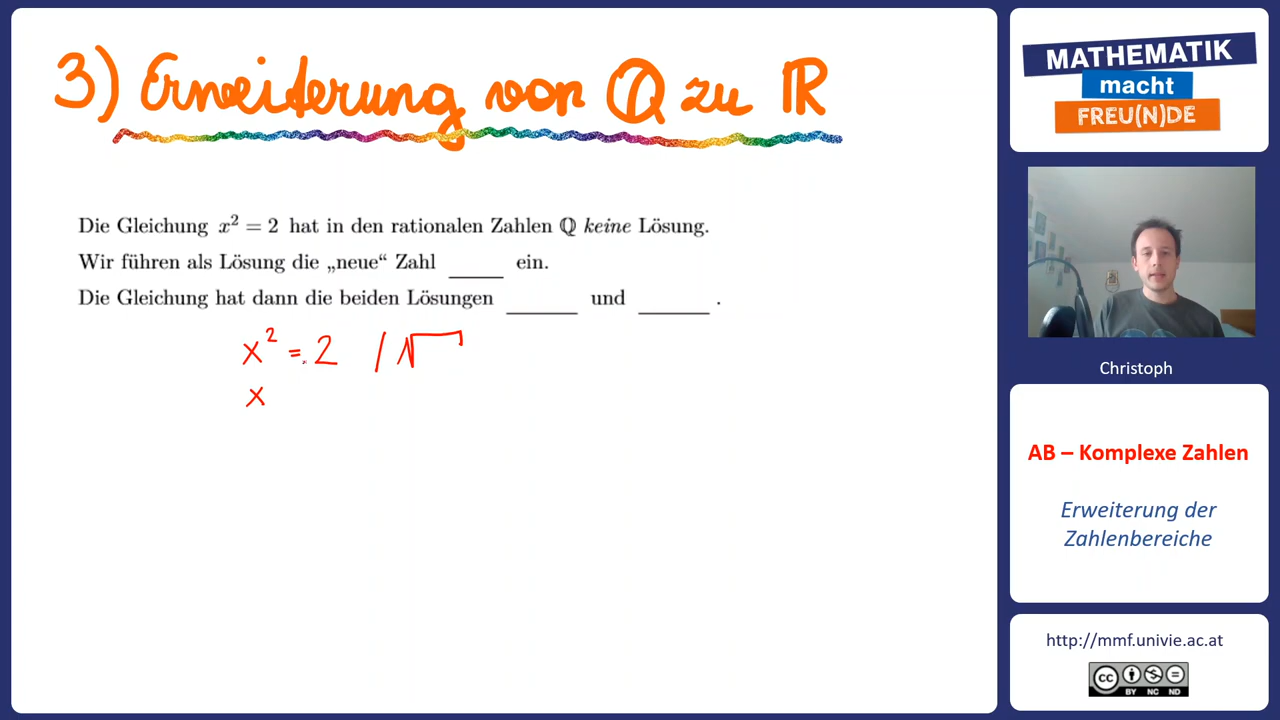 3) Erweiterung von ℚ zu ℝ
Die Gleichung x² = 2 hat in den rationalen Zahlen ℚ keine Lösung.
Wir führen als Lösung die „neue“ Zahl _____ ein.
Die Gleichung hat dann die beiden Lösungen ______ und ______ .
x² = 2 / √
x
MATHEMATIK
macht
FREU(N)DE
Christoph
AB – Komplexe Zahlen
Erweiterung der
Zahlenbereiche
http://mmf.univie.ac.at
cc
BY NC ND